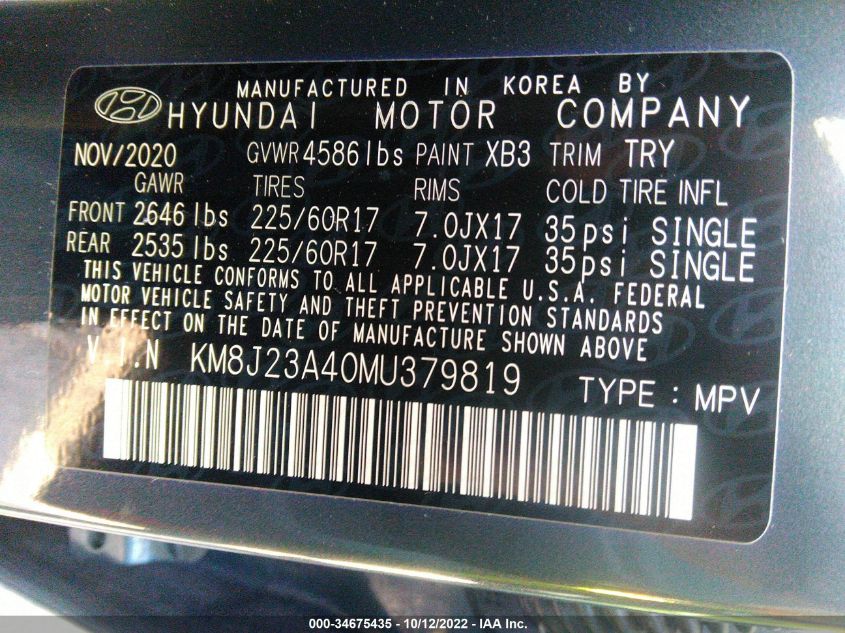 MANUFACTURED IN KOREA BY
HYUNDAI MOTOR COMPANY
NOV/2020 GVWR 4586 lbs PAINT XB3 TRIM TRY
GAWR TIRES RIMS COLD TIRE INFL
FRONT 2646 lbs 225/60R17 7.0JX17 35psi SINGLE
REAR 2535 lbs 225/60R17 7.0JX17 35psi SINGLE
THIS VEHICLE CONFORMS TO ALL APPLICABLE U.S.A. FEDERAL
MOTOR VEHICLE SAFETY AND THEFT PREVENTION STANDARDS
IN EFFECT ON THE DATE OF MANUFACTURE SHOWN ABOVE
V.I.N KM8J23A40MU379819 TYPE : MPV
000-34675435 - 10/12/2022 - IAA Inc.